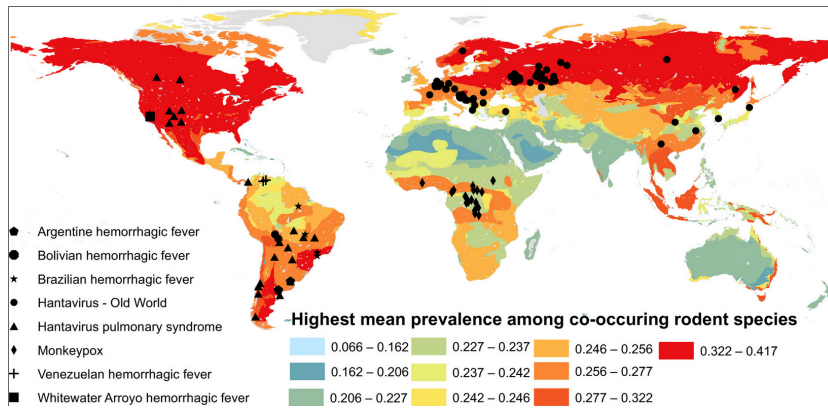 Argentine hemorrhagic fever
Bolivian hemorrhagic fever
Brazilian hemorrhagic fever
Hantavirus - Old World
Hantavirus pulmonary syndrome
Monkeypox
Venezuelan hemorrhagic fever
Whitewater Arroyo hemorrhagic fever
Highest mean prevalence among co-occuring rodent species
0.066 – 0.162
0.162 – 0.206
0.206 – 0.227
0.227 – 0.237
0.237 – 0.242
0.242 – 0.246
0.246 – 0.256
0.256 – 0.277
0.277 – 0.322
0.322 – 0.417